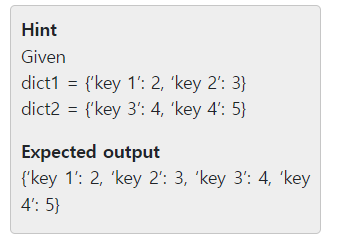 Hint
Given
dict1 = {‘key 1’: 2, ‘key 2’: 3}
dict2 = {‘key 3’: 4, ‘key 4’: 5}
Expected output
{‘key 1’: 2, ‘key 2’: 3, ‘key 3’: 4, ‘key
4’: 5}